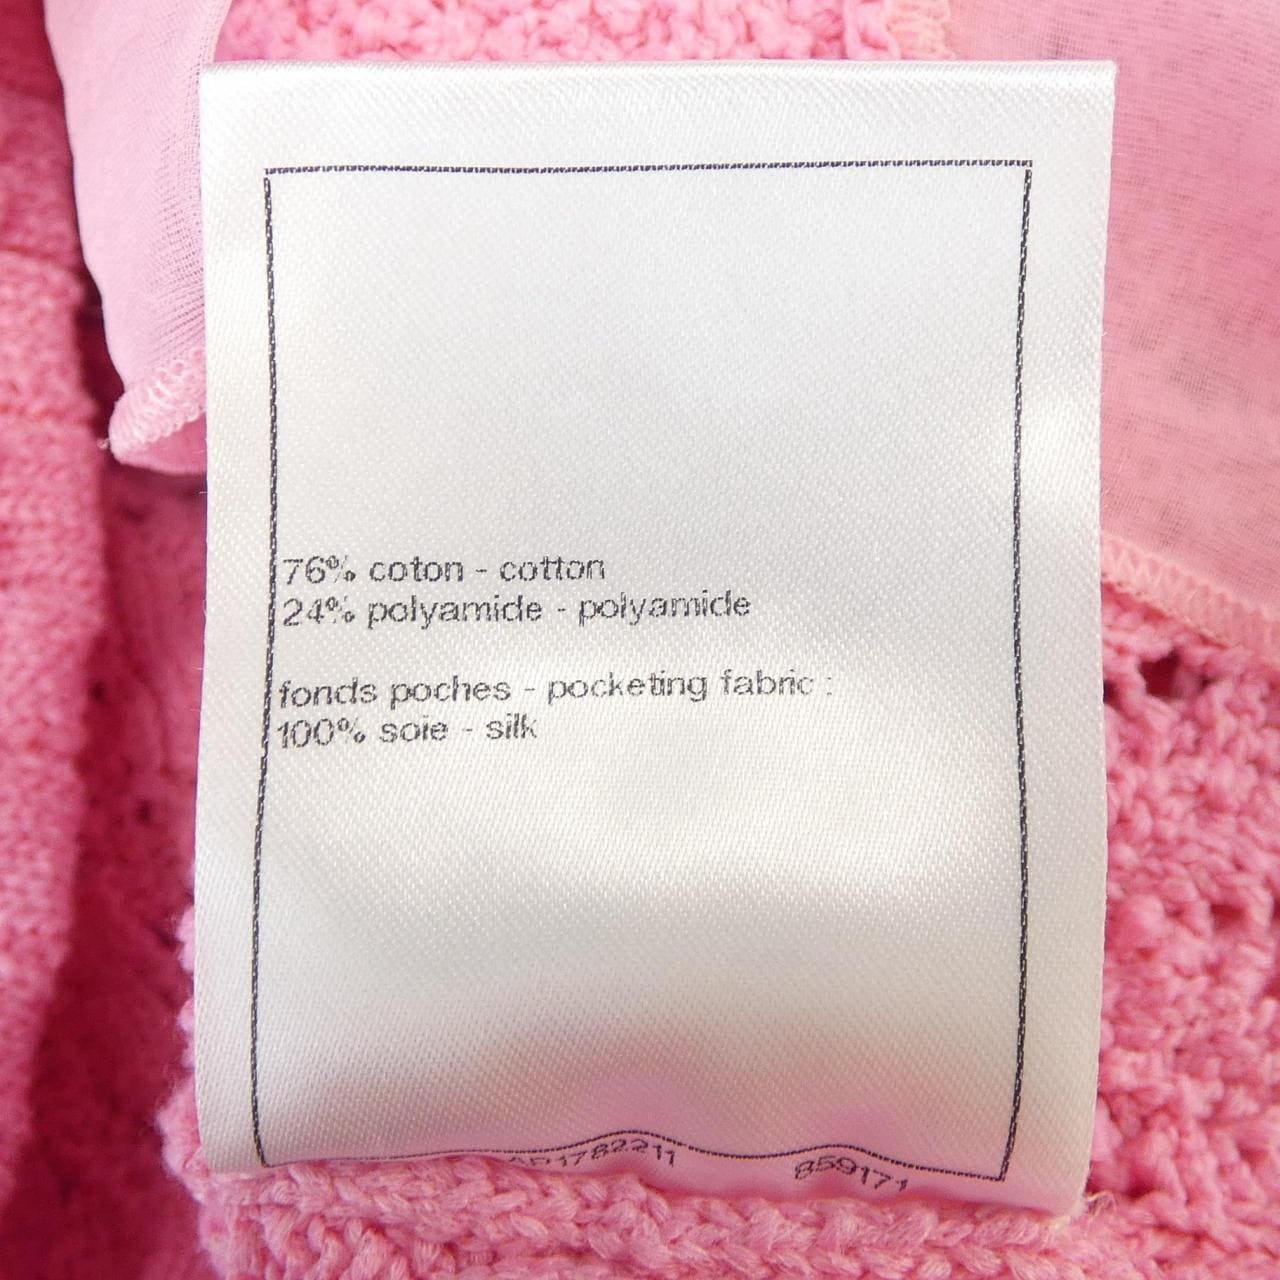 76% coton - cotton
24% polyamide - polyamide
fonds poches - pocketing fabric :
100% soie - silk
859171